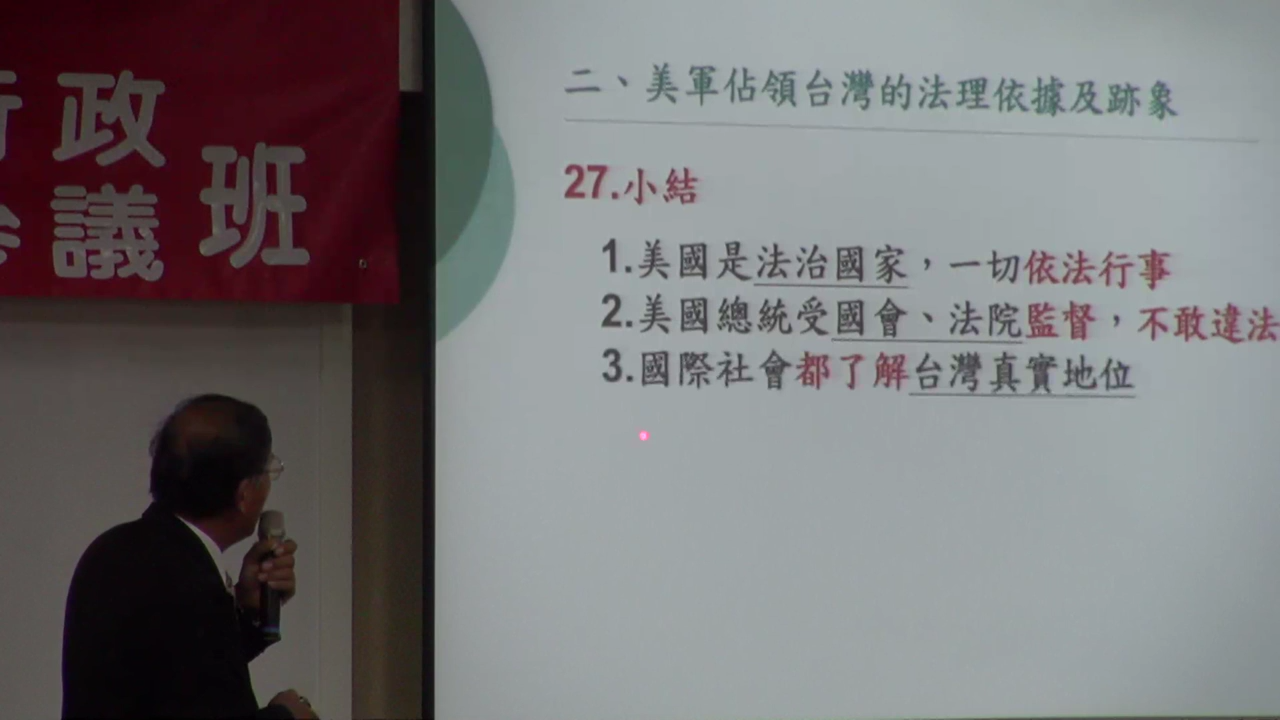 政
議
班
二、美軍佔領台灣的法理依據及跡象
27.小結
1.美國是法治國家，一切依法行事
2.美國總統受國會、法院監督，不敢違法
3.國際社會都了解台灣真實地位